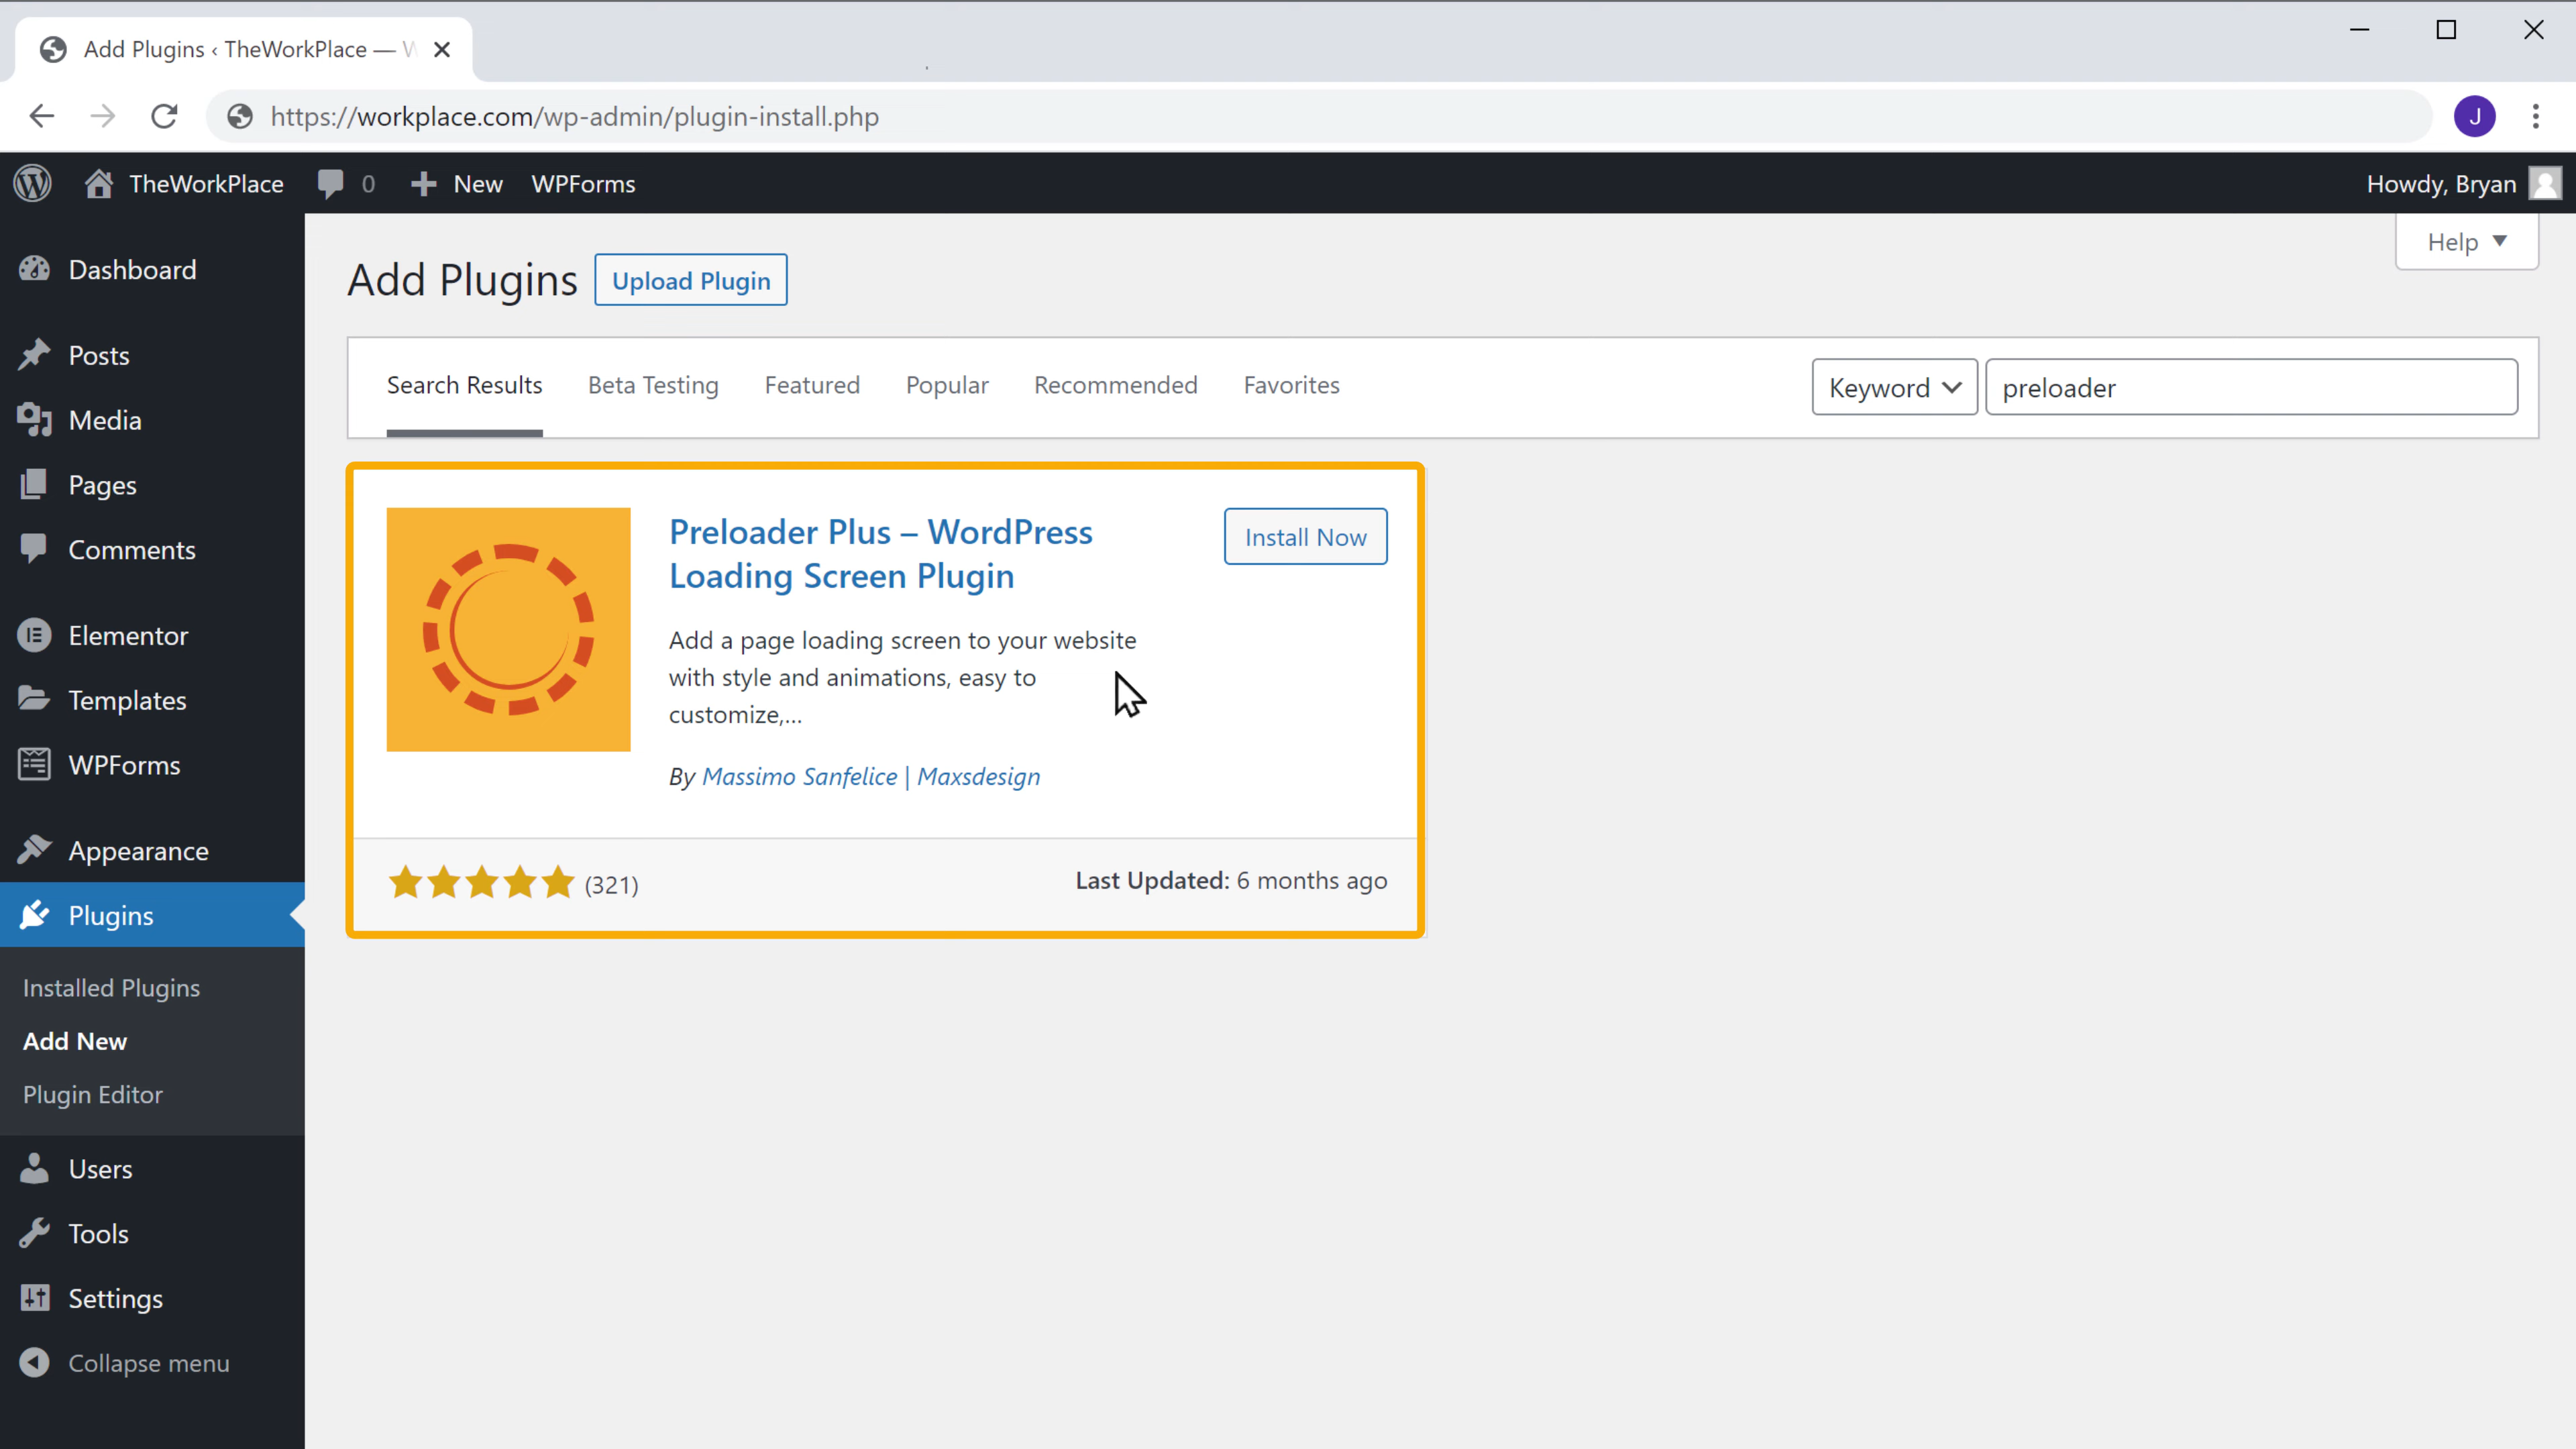 Add Plugins ‹ TheWorkPlace — W
https://workplace.com/wp-admin/plugin-install.php
J
TheWorkPlace 0 New WPForms Howdy, Bryan
Help
Dashboard
Posts
Media
Pages
Comments
Elementor
Templates
WPForms
Appearance
Plugins
Installed Plugins
Add New
Plugin Editor
Users
Tools
Settings
Collapse menu
Add Plugins Upload Plugin
Search Results Beta Testing Featured Popular Recommended Favorites Keyword preloader
Preloader Plus – WordPress
Loading Screen Plugin
Install Now
Add a page loading screen to your website
with style and animations, easy to
customize,...
By Massimo Sanfelice | Maxsdesign
(321) Last Updated: 6 months ago